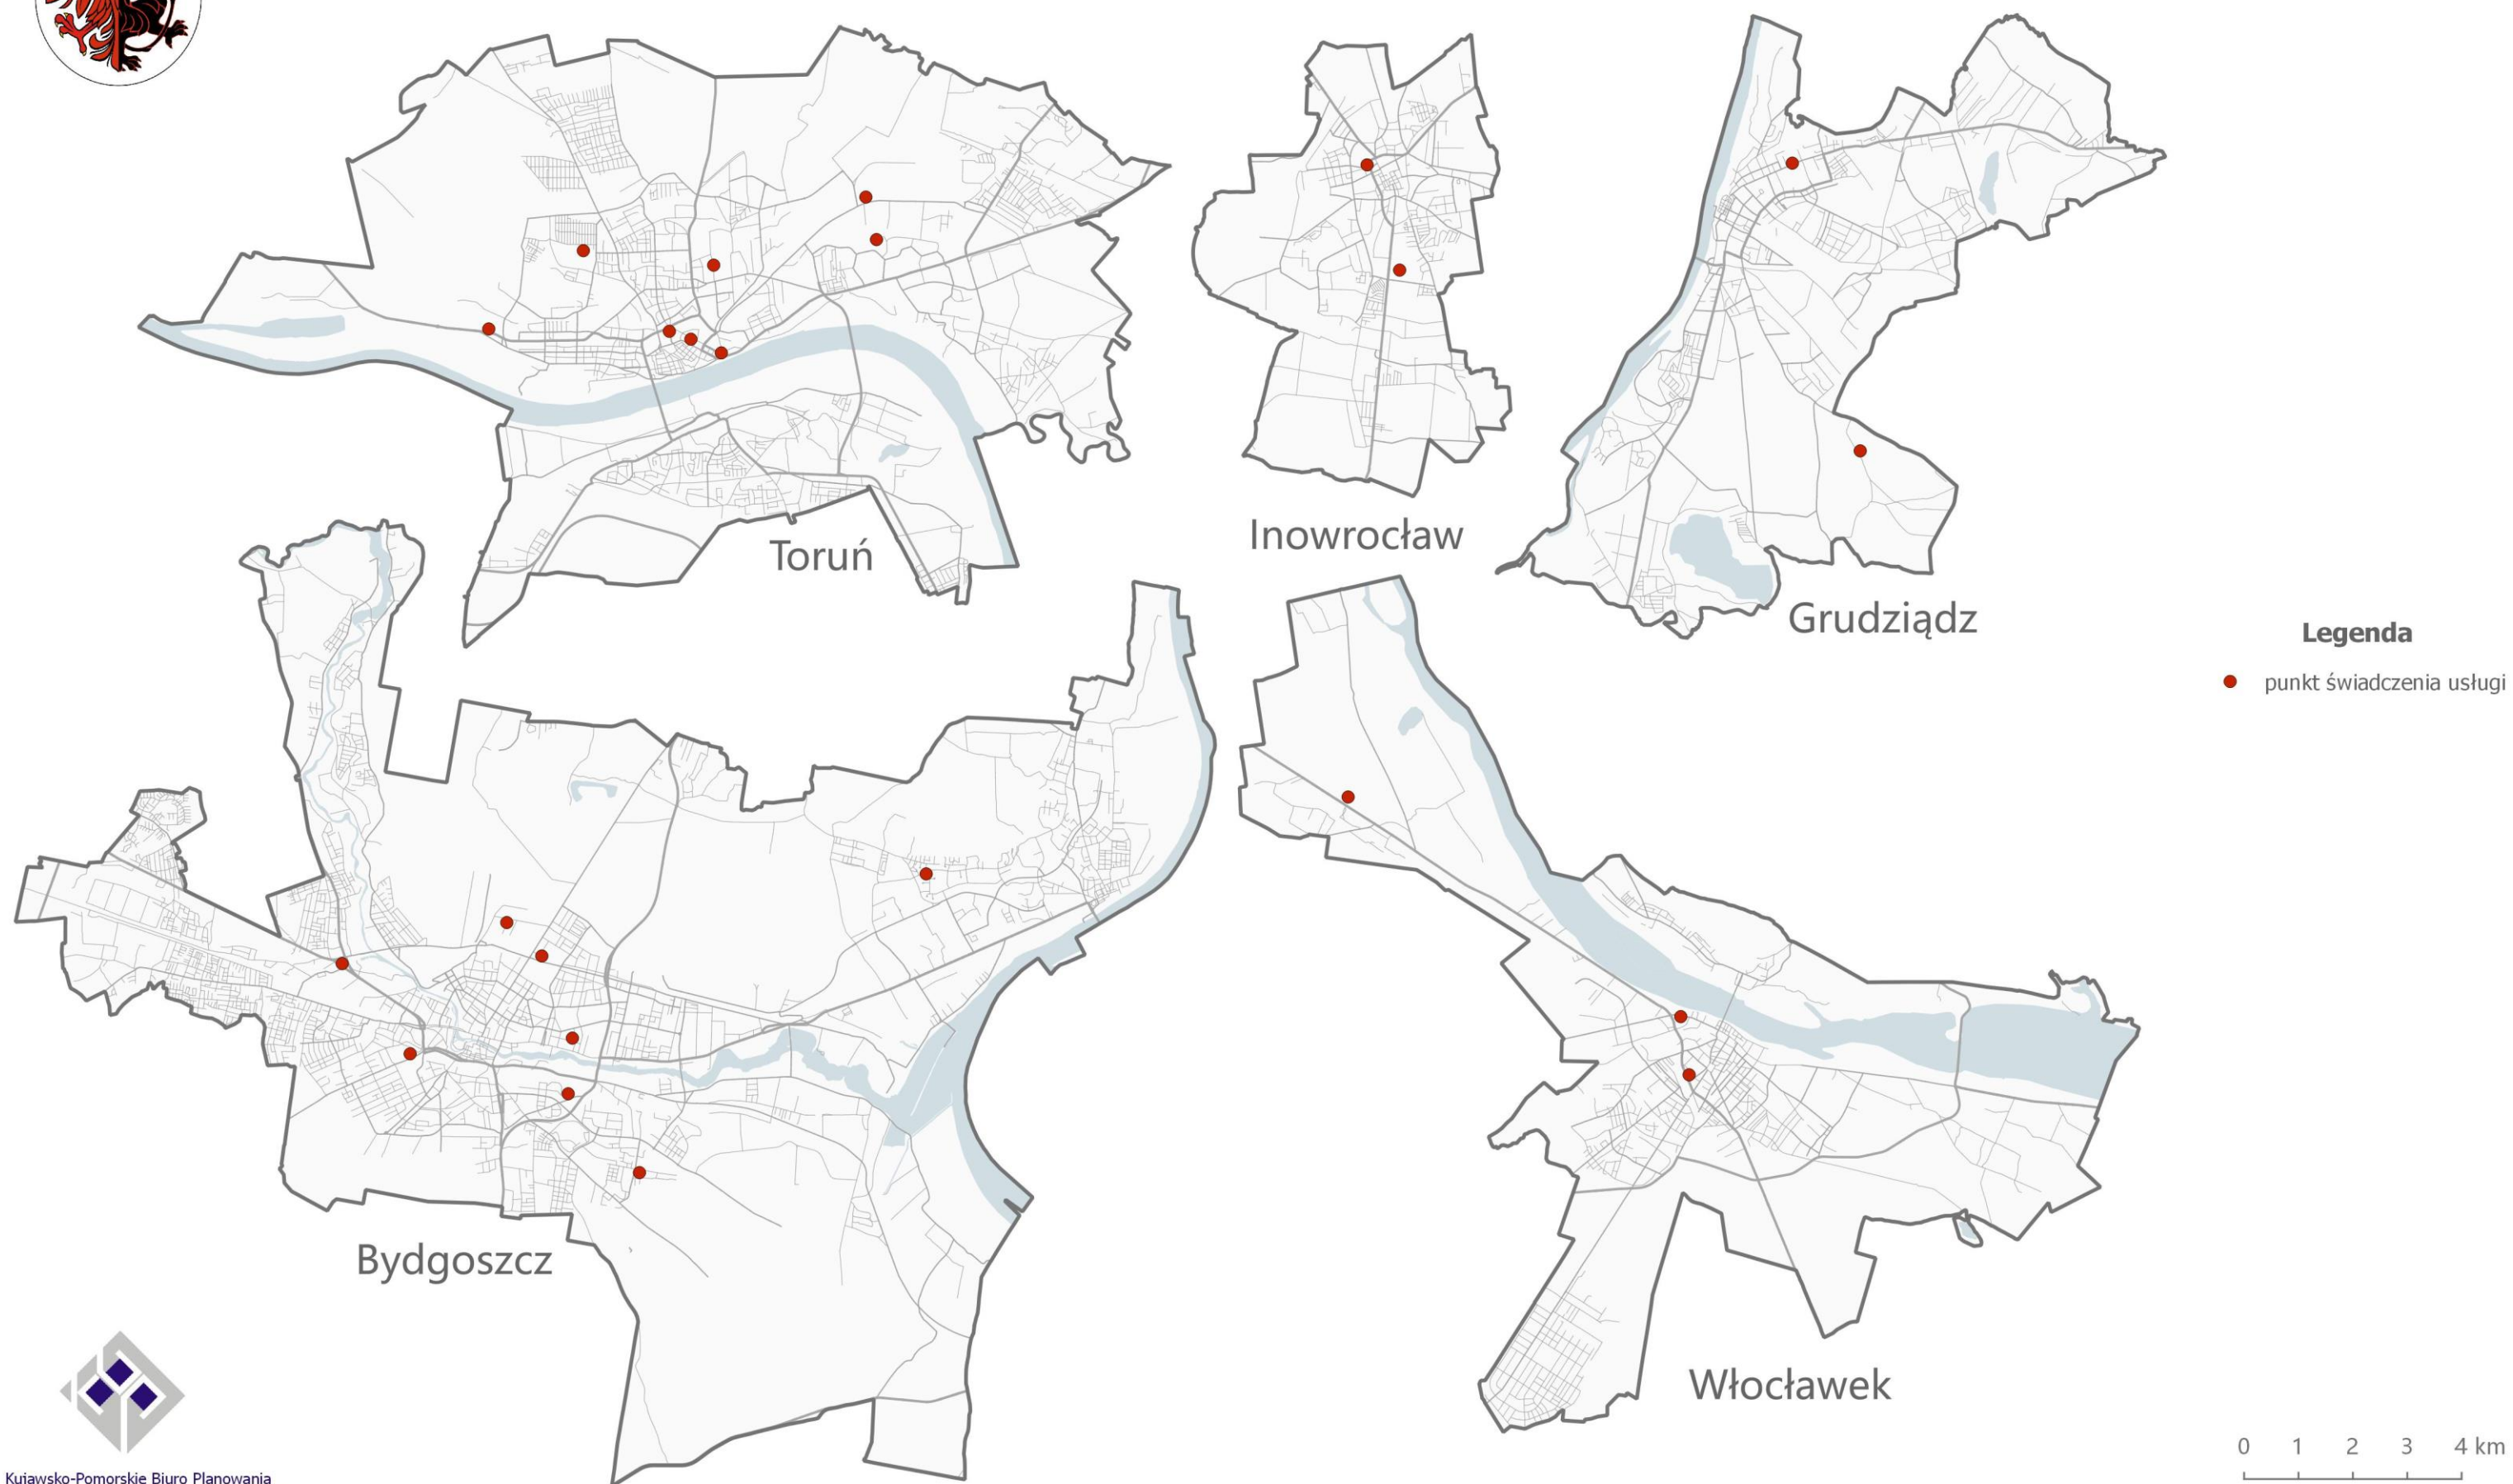 Toruń
Inowrocław
Grudziądz
Legenda
punkt świadczenia usługi
Bydgoszcz
Włocławek
0 1 2 3 4 km
Kujawsko-Pomorskie Biuro Planowania